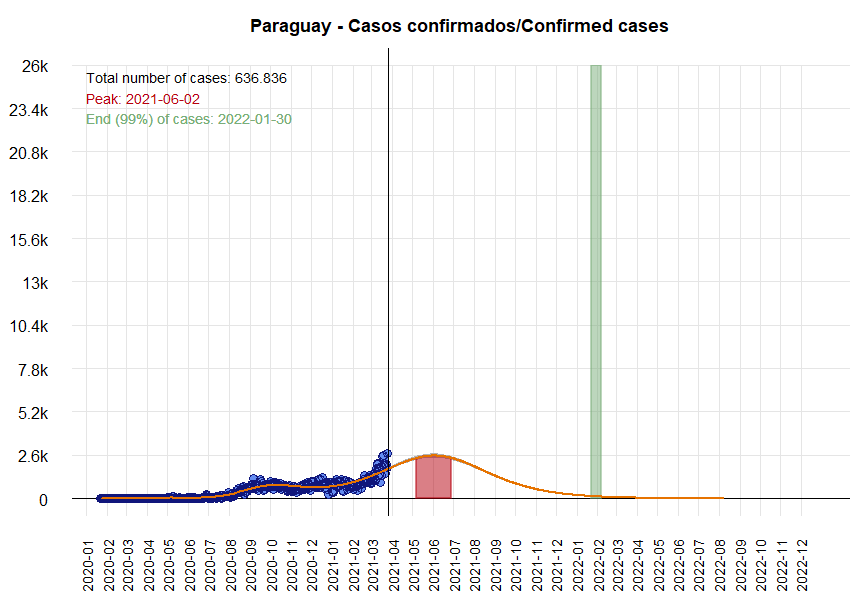 Paraguay - Casos confirmados/Confirmed cases
26k
Total number of cases: 636.836
Peak: 2021-06-02
23.4k
End (99%) of cases: 2022-01-30
20.8k
18.2k
15.6k
13k
10.4k
7.8k
5.2k
2.6k
0
2020-01
2020-02
2020-03
2020-04
2020-05
2020-06
2020-07
2020-08
2020-09
2020-10
2020-11
2020-12
2021-01
2021-02
2021-03
2021-04
2021-05
2021-06
2021-07
2021-08
2021-09
2021-10
2021-11
2021-12
2022-01
2022-02
2022-03
2022-04
2022-05
2022-06
2022-07
2022-08
2022-09
2022-10
2022-11
2022-12